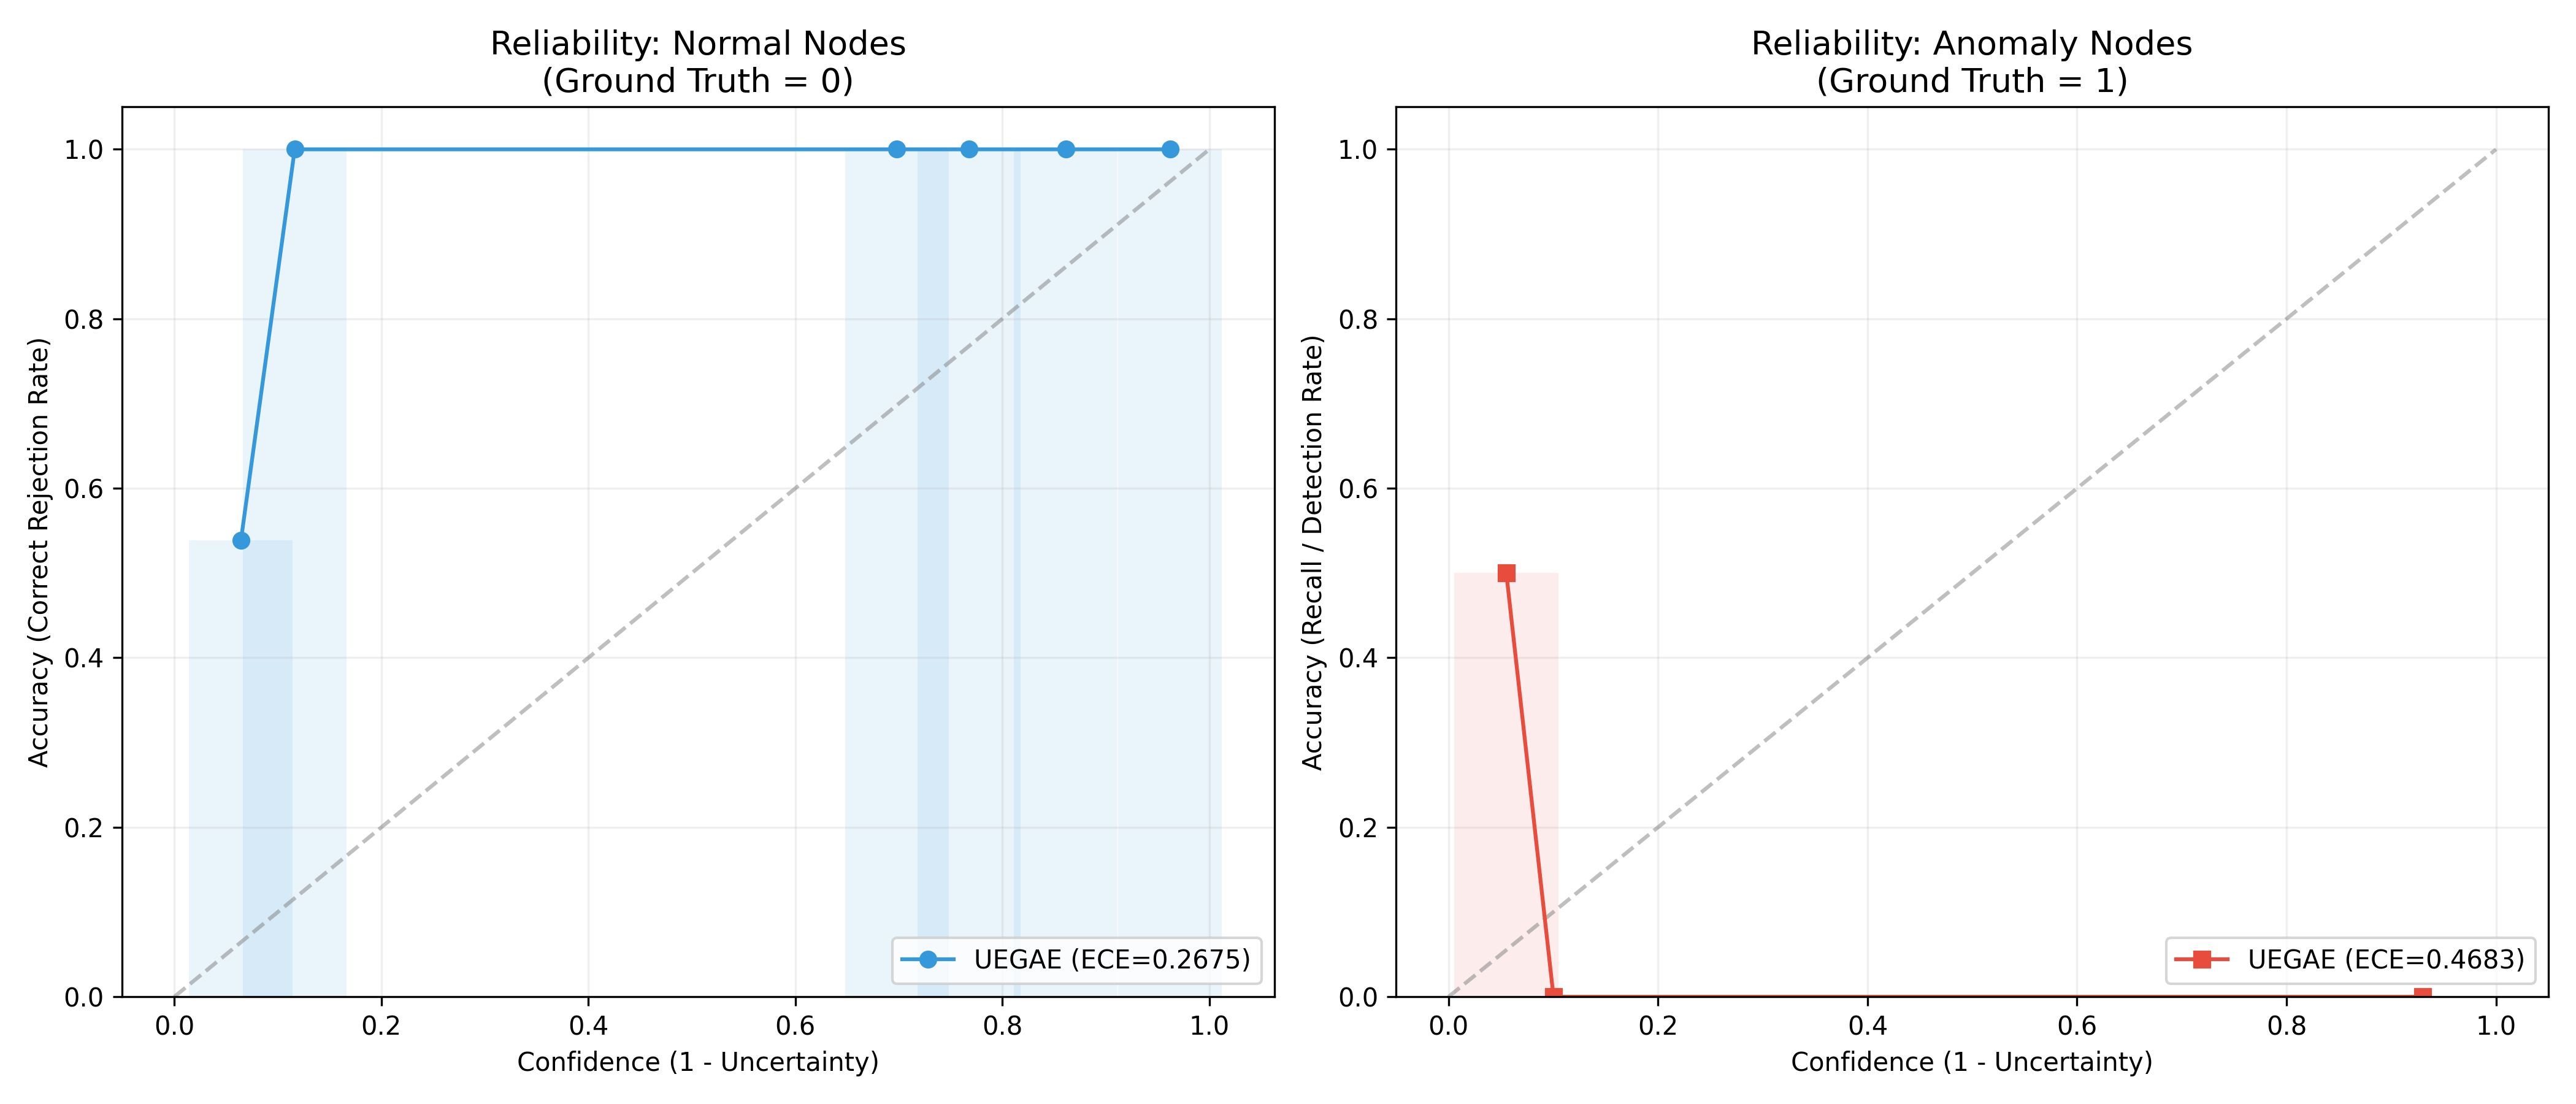 Reliability: Normal Nodes
(Ground Truth = 0)
Accuracy (Correct Rejection Rate)
1.0
0.8
0.6
0.4
0.2
0.0
0.0 0.2 0.4 0.6 0.8 1.0
Confidence (1 - Uncertainty)
UEGAE (ECE=0.2675)
Reliability: Anomaly Nodes
(Ground Truth = 1)
Accuracy (Recall / Detection Rate)
1.0
0.8
0.6
0.4
0.2
0.0
0.0 0.2 0.4 0.6 0.8 1.0
Confidence (1 - Uncertainty)
UEGAE (ECE=0.4683)